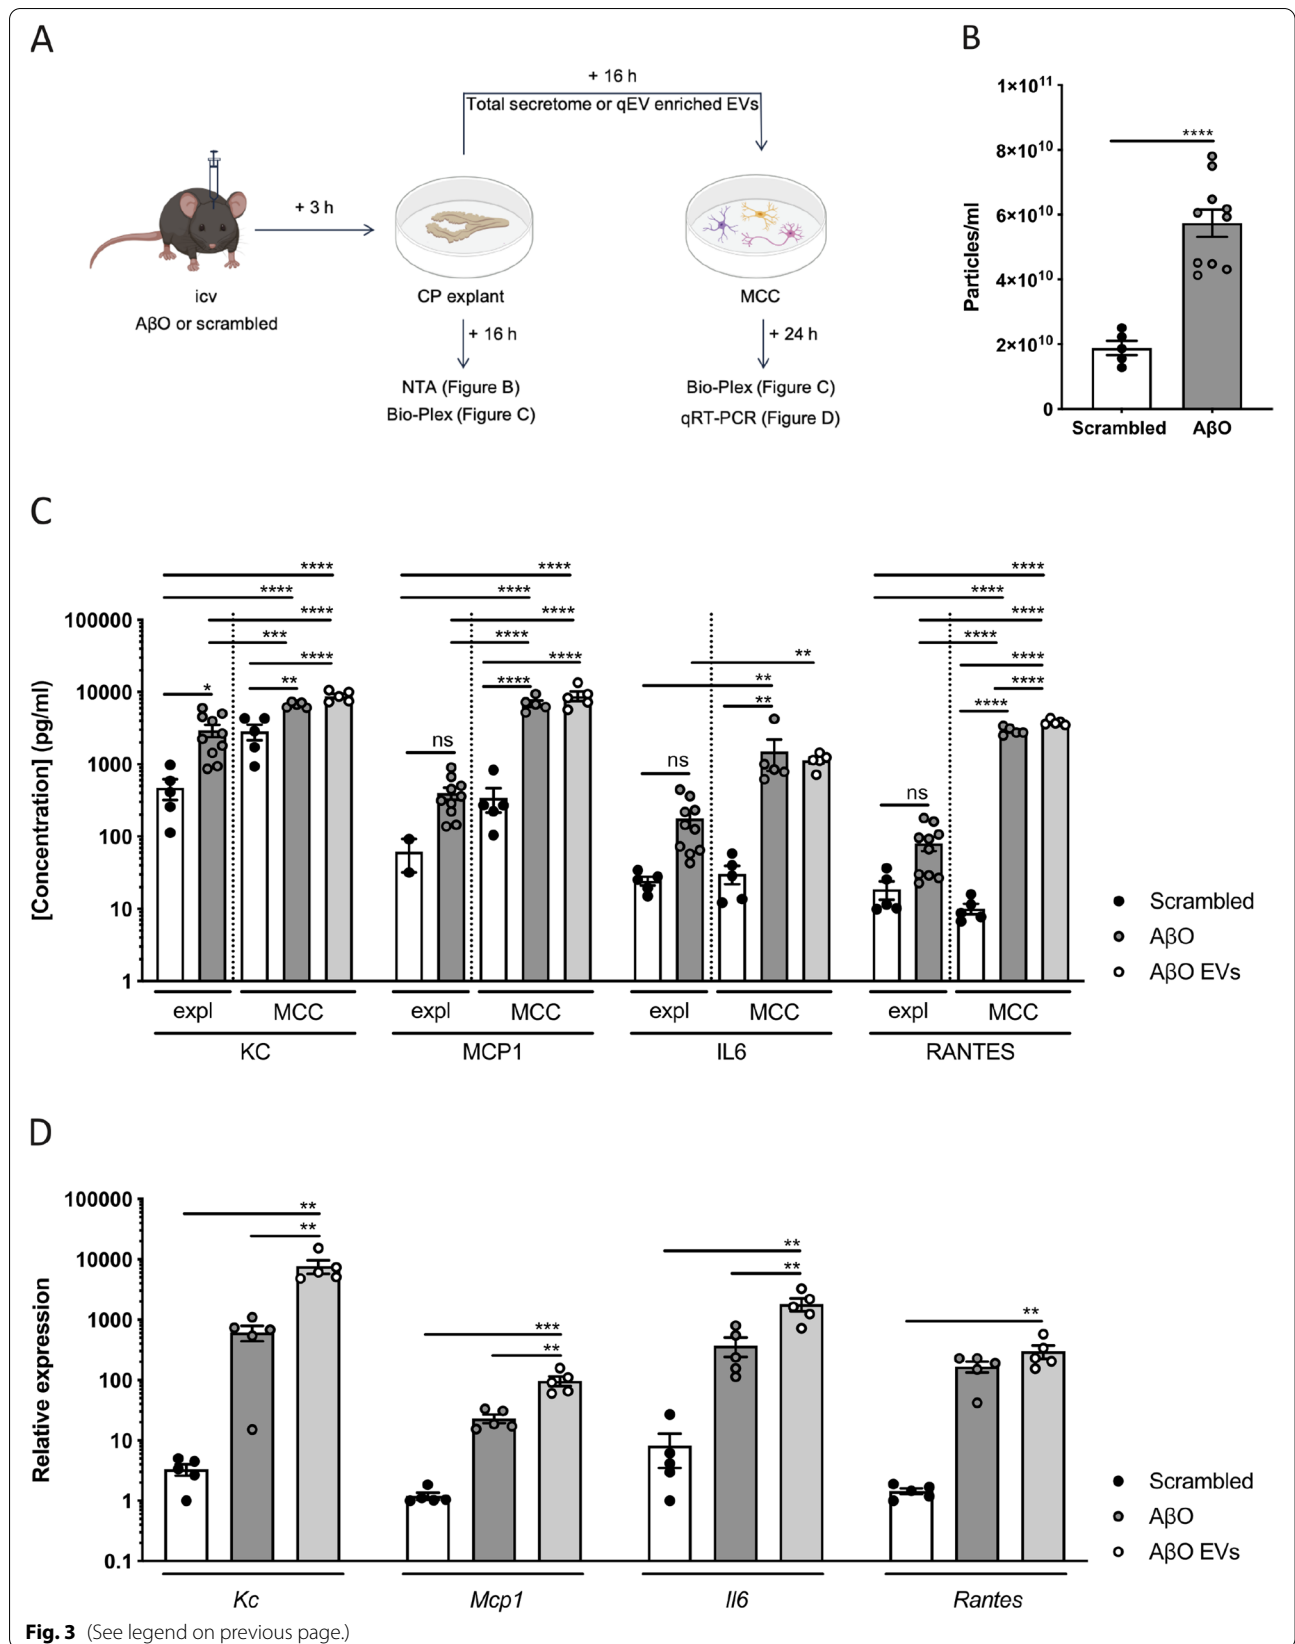 A
+ 16 h
Total secretome or qEV enriched EVs
+ 3 h
icv
AβO or scrambled
CP explant
MCC
+ 16 h
+ 24 h
NTA (Figure B)
Bio-Plex (Figure C)
Bio-Plex (Figure C)
qRT-PCR (Figure D)
B
Particles/ml
1×10¹¹
8×10¹⁰
6×10¹⁰
4×10¹⁰
2×10¹⁰
0
****
Scrambled AβO
C
[Concentration] (pg/ml)
100000
10000
1000
100
10
1
**** **** **** *** **** * **
**** **** **** **** **** **** ns
** ** ** ns
**** **** **** **** **** **** **** ns
expl MCC expl MCC expl MCC expl MCC
KC MCP1 IL6 RANTES
Scrambled
AβO
AβO EVs
D
Relative expression
100000
10000
1000
100
10
1
0.1
** **
*** **
** **
**
Kc Mcp1 Il6 Rantes
Scrambled
AβO
AβO EVs
Fig. 3 (See legend on previous page.)